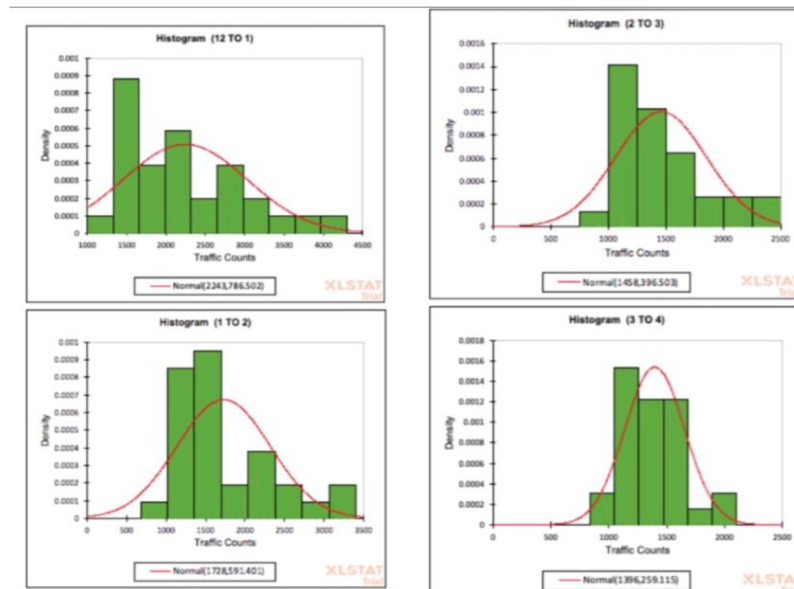 Histogram (12 TO 1)
0.001
0.0009
0.0008
0.0007
0.0006
0.0005
0.0004
0.0003
0.0002
0.0001
0
Density
1000 1500 2000 2500 3000 3500 4000 4500
Traffic Counts
Normal(2243,786.502)
XLSTAT
Trial
Histogram (2 TO 3)
0.0016
0.0014
0.0012
0.001
0.0008
0.0006
0.0004
0.0002
0
Density
0 500 1000 1500 2000 2500
Traffic Counts
Normal(1458,396.503)
XLSTAT
Trial
Histogram (1 TO 2)
0.001
0.0009
0.0008
0.0007
0.0006
0.0005
0.0004
0.0003
0.0002
0.0001
0
Density
0 500 1000 1500 2000 2500 3000 3500
Traffic Counts
Normal(1728,591.401)
XLSTAT
Trial
Histogram (3 TO 4)
0.0018
0.0016
0.0014
0.0012
0.001
0.0008
0.0006
0.0004
0.0002
0
Density
0 500 1000 1500 2000 2500
Traffic Counts
Normal(1396,259.115)
XLSTAT
Trial